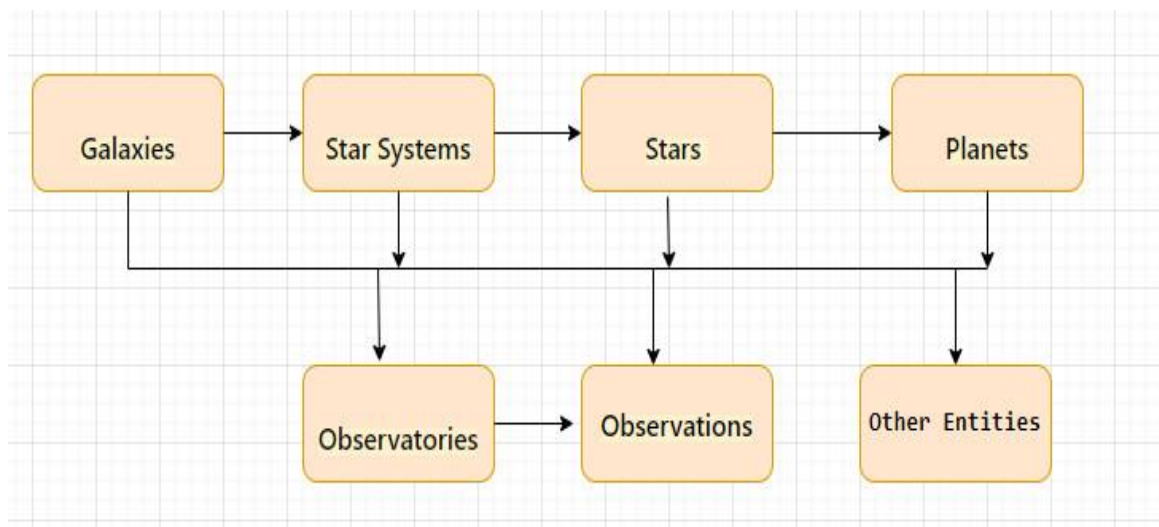 Galaxies
Star Systems
Stars
Planets
Observatories
Observations
Other Entities